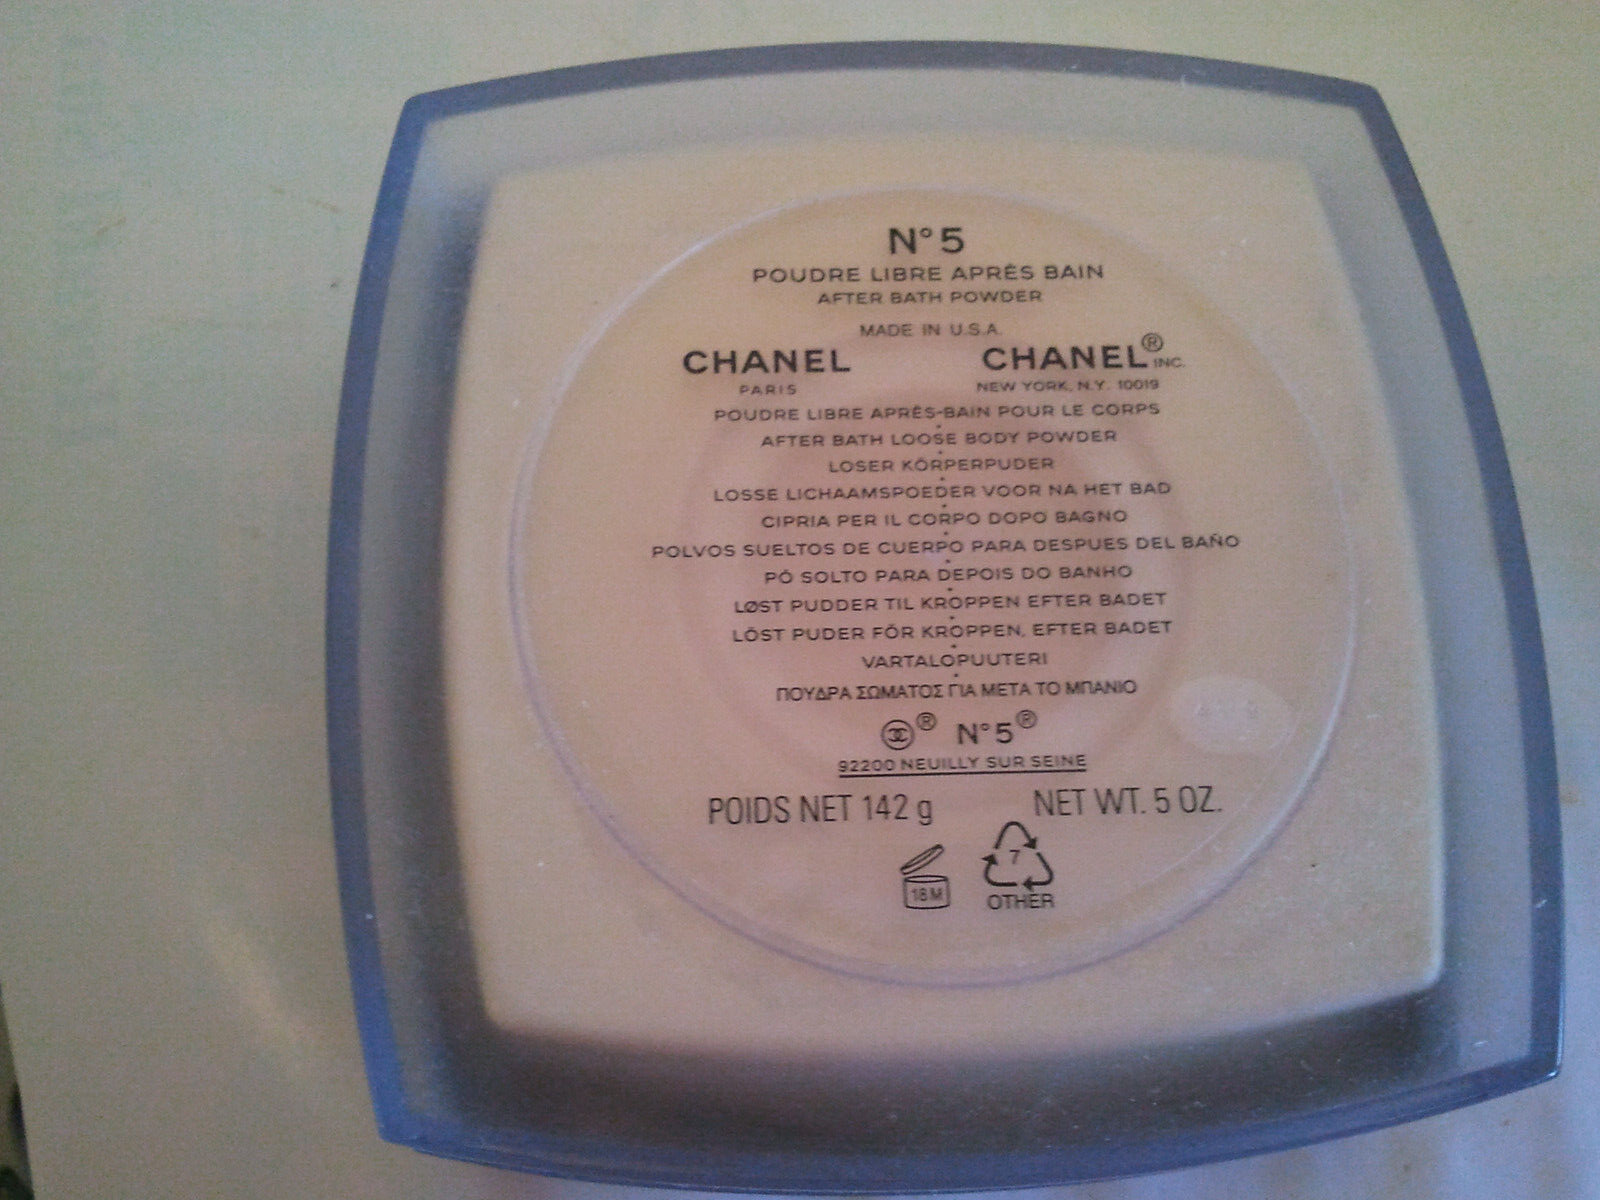 N° 5
POUDRE LIBRE APRÈS BAIN
AFTER BATH POWDER
MADE IN U.S.A.
CHANEL CHANEL® INC.
PARIS NEW YORK, N.Y. 10019
POUDRE LIBRE APRÈS-BAIN POUR LE CORPS
AFTER BATH LOOSE BODY POWDER
LOSER KÖRPERPUDER
LOSSE LICHAAMSPOEDER VOOR NA HET BAD
CIPRIA PER IL CORPO DOPO BAGNO
POLVOS SUELTOS DE CUERPO PARA DESPUES DEL BAÑO
PÓ SOLTO PARA DEPOIS DO BANHO
LØST PUDDER TIL KROPPEN EFTER BADET
LÖST PUDER FÖR KROPPEN, EFTER BADET
VARTALOPUUTERI
ΠΟΥΔΡΑ ΣΩΜΑΤΟΣ ΓΙΑ ΜΕΤΑ ΤΟ ΜΠΑΝΙΟ
® N° 5®
92200 NEUILLY SUR SEINE
POIDS NET 142 g NET WT. 5 OZ.
18 M 7
OTHER